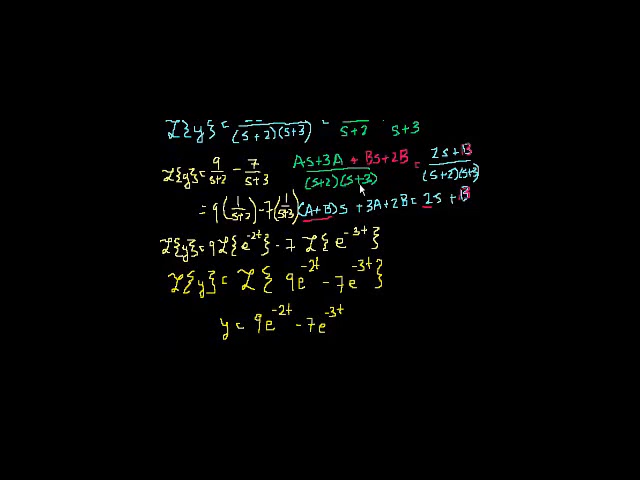 ℒ{y} = (s+2)(s+3) = s+2 s+3
ℒ{y} = 9/(s+2) - 7/(s+3)
As+3A + Bs+2B / (s+2)(s+3) = 2s+13 / (s+2)(s+3)
= 9(1/(s+2)) - 7(1/(s+3))
(A+B)s + 3A+2B = 2s + 13
ℒ{y} = 9ℒ{e^-2t} - 7 ℒ{e^-3t}
ℒ{y} = ℒ{9e^-2t - 7e^-3t}
y = 9e^-2t - 7e^-3t